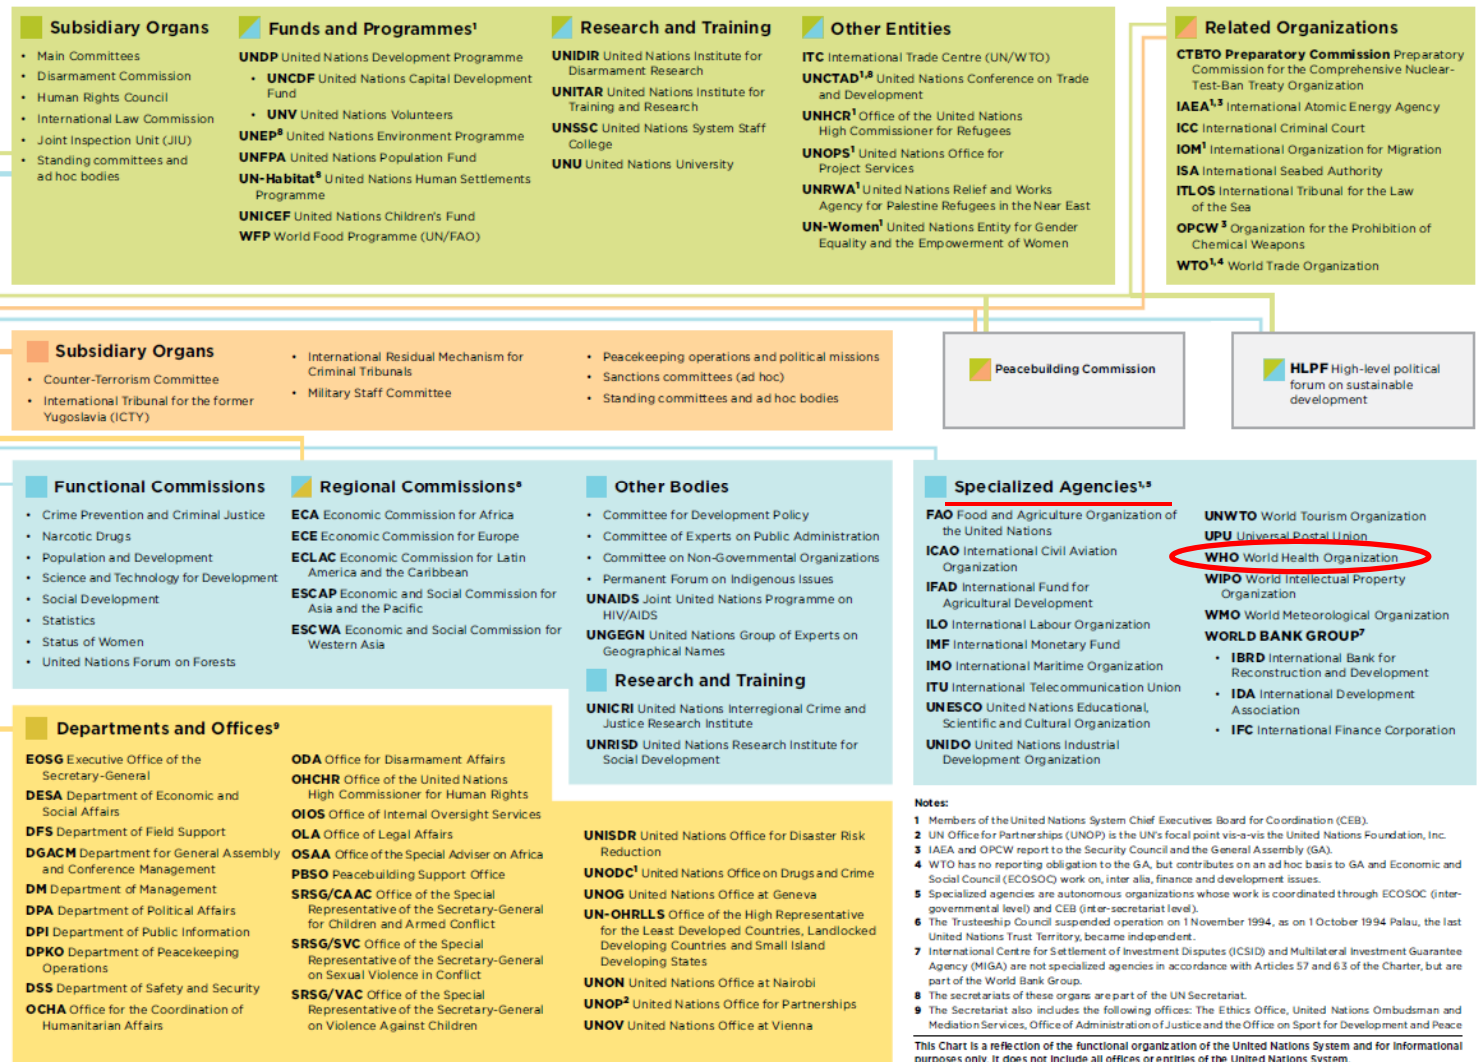 Subsidiary Organs
• Main Committees
• Disarmament Commission
• Human Rights Council
• International Law Commission
• Joint Inspection Unit (JIU)
• Standing committees and
ad hoc bodies
Funds and Programmes¹
UNDP United Nations Development Programme
• UNCDF United Nations Capital Development
Fund
• UNV United Nations Volunteers
UNEP⁸ United Nations Environment Programme
UNFPA United Nations Population Fund
UN-Habitat⁸ United Nations Human Settlements
Programme
UNICEF United Nations Children's Fund
WFP World Food Programme (UN/FAO)
Research and Training
UNIDIR United Nations Institute for
Disarmament Research
UNITAR United Nations Institute for
Training and Research
UNSSC United Nations System Staff
College
UNU United Nations University
Other Entities
ITC International Trade Centre (UN/WTO)
UNCTAD¹,⁸ United Nations Conference on Trade
and Development
UNHCR¹ Office of the United Nations
High Commissioner for Refugees
UNOPS¹ United Nations Office for
Project Services
UNRWA¹ United Nations Relief and Works
Agency for Palestine Refugees in the Near East
UN-Women¹ United Nations Entity for Gender
Equality and the Empowerment of Women
Related Organizations
CTBTO Preparatory Commission Preparatory
Commission for the Comprehensive Nuclear-
Test-Ban Treaty Organization
IAEA¹,³ International Atomic Energy Agency
ICC International Criminal Court
IOM¹ International Organization for Migration
ISA International Seabed Authority
ITLOS International Tribunal for the Law
of the Sea
OPCW³ Organization for the Prohibition of
Chemical Weapons
WTO¹,⁴ World Trade Organization
Subsidiary Organs
• Counter-Terrorism Committee
• International Tribunal for the former
Yugoslavia (ICTY)
• International Residual Mechanism for
Criminal Tribunals
• Military Staff Committee
• Peacekeeping operations and political missions
• Sanctions committees (ad hoc)
• Standing committees and ad hoc bodies
Peacebuilding Commission
HLPF High-level political
forum on sustainable
development
Functional Commissions
• Crime Prevention and Criminal Justice
• Narcotic Drugs
• Population and Development
• Science and Technology for Development
• Social Development
• Statistics
• Status of Women
• United Nations Forum on Forests
Regional Commissions⁸
ECA Economic Commission for Africa
ECE Economic Commission for Europe
ECLAC Economic Commission for Latin
America and the Caribbean
ESCAP Economic and Social Commission for
Asia and the Pacific
ESCWA Economic and Social Commission for
Western Asia
Other Bodies
• Committee for Development Policy
• Committee of Experts on Public Administration
• Committee on Non-Governmental Organizations
• Permanent Forum on Indigenous Issues
UNAIDS Joint United Nations Programme on
HIV/AIDS
UNGEGN United Nations Group of Experts on
Geographical Names
Research and Training
UNICRI United Nations Interregional Crime and
Justice Research Institute
UNRISD United Nations Research Institute for
Social Development
Specialized Agencies¹,⁵
FAO Food and Agriculture Organization of
the United Nations
ICAO International Civil Aviation
Organization
IFAD International Fund for
Agricultural Development
ILO International Labour Organization
IMF International Monetary Fund
IMO International Maritime Organization
ITU International Telecommunication Union
UNESCO United Nations Educational,
Scientific and Cultural Organization
UNIDO United Nations Industrial
Development Organization
UNWTO World Tourism Organization
UPU Universal Postal Union
WHO World Health Organization
WIPO World Intellectual Property
Organization
WMO World Meteorological Organization
WORLD BANK GROUP⁷
• IBRD International Bank for
Reconstruction and Development
• IDA International Development
Association
• IFC International Finance Corporation
Departments and Offices⁹
EOSG Executive Office of the
Secretary-General
DESA Department of Economic and
Social Affairs
DFS Department of Field Support
DGACM Department for General Assembly
and Conference Management
DM Department of Management
DPA Department of Political Affairs
DPI Department of Public Information
DPKO Department of Peacekeeping
Operations
DSS Department of Safety and Security
OCHA Office for the Coordination of
Humanitarian Affairs
ODA Office for Disarmament Affairs
OHCHR Office of the United Nations
High Commissioner for Human Rights
OIOS Office of Internal Oversight Services
OLA Office of Legal Affairs
OSAA Office of the Special Adviser on Africa
PBSO Peacebuilding Support Office
SRSG/CAAC Office of the Special
Representative of the Secretary-General
for Children and Armed Conflict
SRSG/SVC Office of the Special
Representative of the Secretary-General
on Sexual Violence in Conflict
SRSG/VAC Office of the Special
Representative of the Secretary-General
on Violence Against Children
UNISDR United Nations Office for Disaster Risk
Reduction
UNODC¹ United Nations Office on Drugs and Crime
UNOG United Nations Office at Geneva
UN-OHRLLS Office of the High Representative
for the Least Developed Countries, Landlocked
Developing Countries and Small Island
Developing States
UNON United Nations Office at Nairobi
UNOP² United Nations Office for Partnerships
UNOV United Nations Office at Vienna
Notes:
1 Members of the United Nations System Chief Executives Board for Coordination (CEB).
2 UN Office for Partnerships (UNOP) is the UN's focal point vis-a-vis the United Nations Foundation, Inc.
3 IAEA and OPCW report to the Security Council and the General Assembly (GA).
4 WTO has no reporting obligation to the GA, but contributes on an ad hoc basis to GA and Economic and
Social Council (ECOSOC) work on, inter alia, finance and development issues.
5 Specialized agencies are autonomous organizations whose work is coordinated through ECOSOC (inter-
governmental level) and CEB (inter-secretariat level).
6 The Trusteeship Council suspended operation on 1 November 1994, as on 1 October 1994 Palau, the last
United Nations Trust Territory, became independent.
7 International Centre for Settlement of Investment Disputes (ICSID) and Multilateral Investment Guarantee
Agency (MIGA) are not specialized agencies in accordance with Articles 57 and 63 of the Charter, but are
part of the World Bank Group.
8 The secretariats of these organs are part of the UN Secretariat.
9 The Secretariat also includes the following offices: The Ethics Office, United Nations Ombudsman and
Mediation Services, Office of Administration of Justice and the Office on Sport for Development and Peace
This Chart is a reflection of the functional organization of the United Nations System and for informational
purposes only. It does not include all offices or entities of the United Nations System.